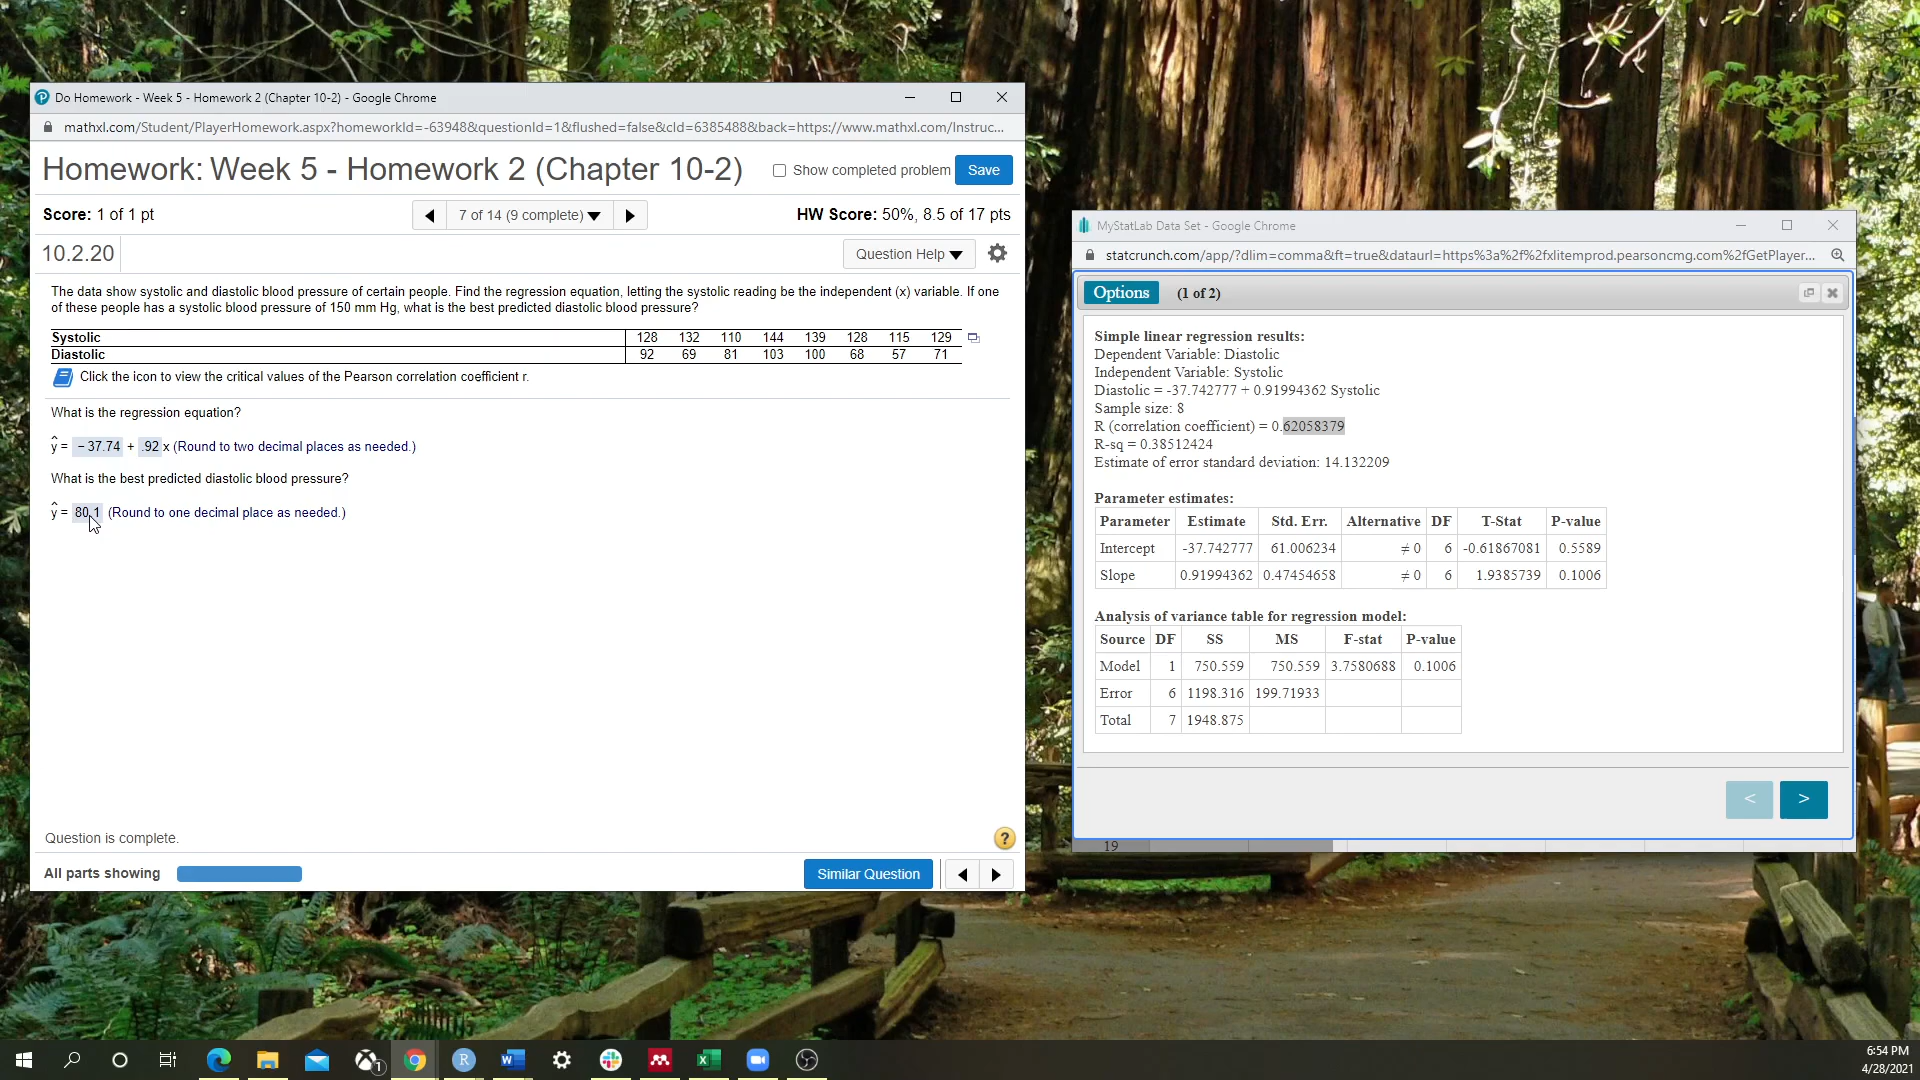 Do Homework - Week 5 - Homework 2 (Chapter 10-2) - Google Chrome
mathxl.com/Student/PlayerHomework.aspx?homeworkId=-63948&questionId=1&flushed=false&cId=6385488&back=https://www.mathxl.com/Instruc...
Homework: Week 5 - Homework 2 (Chapter 10-2)
Show completed problem
Save
Score: 1 of 1 pt
7 of 14 (9 complete)
HW Score: 50%, 8.5 of 17 pts
10.2.20
Question Help
The data show systolic and diastolic blood pressure of certain people. Find the regression equation, letting the systolic reading be the independent (x) variable. If one
of these people has a systolic blood pressure of 150 mm Hg, what is the best predicted diastolic blood pressure?
Systolic 128 132 110 144 139 128 115 129
Diastolic 92 69 81 103 100 68 57 71
Click the icon to view the critical values of the Pearson correlation coefficient r.
What is the regression equation?
ŷ = − 37.74 + .92 x (Round to two decimal places as needed.)
What is the best predicted diastolic blood pressure?
ŷ = 80.1 (Round to one decimal place as needed.)
Question is complete.
?
All parts showing
Similar Question
MyStatLab Data Set - Google Chrome
statcrunch.com/app/?dlim=comma&ft=true&dataurl=https%3a%2f%2fxlitemprod.pearsoncmg.com%2fGetPlayer...
Options (1 of 2)
Simple linear regression results:
Dependent Variable: Diastolic
Independent Variable: Systolic
Diastolic = -37.742777 + 0.91994362 Systolic
Sample size: 8
R (correlation coefficient) = 0.62058379
R-sq = 0.38512424
Estimate of error standard deviation: 14.132209
Parameter estimates:
Parameter Estimate Std. Err. Alternative DF T-Stat P-value
Intercept -37.742777 61.006234 ≠ 0 6 -0.61867081 0.5589
Slope 0.91994362 0.47454658 ≠ 0 6 1.9385739 0.1006
Analysis of variance table for regression model:
Source DF SS MS F-stat P-value
Model 1 750.559 750.559 3.7580688 0.1006
Error 6 1198.316 199.71933
Total 7 1948.875
< >
19
6:54 PM
4/28/2021